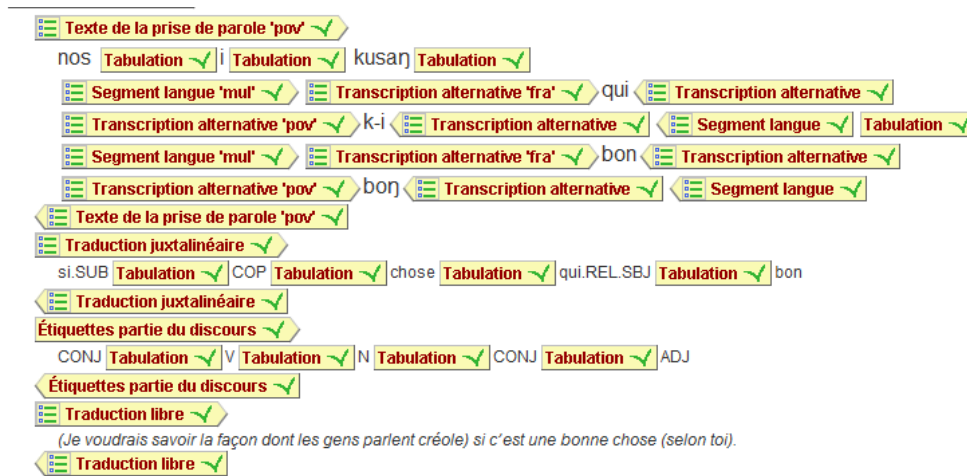 Texte de la prise de parole 'pov'
nos Tabulation i Tabulation kusaŋ Tabulation
Segment langue 'mul' Transcription alternative 'fra' qui Transcription alternative
Transcription alternative 'pov' k-i Transcription alternative Segment langue Tabulation
Segment langue 'mul' Transcription alternative 'fra' bon Transcription alternative
Transcription alternative 'pov' boŋ Transcription alternative Segment langue
Texte de la prise de parole 'pov'
Traduction juxtalinéaire
si.SUB Tabulation COP Tabulation chose Tabulation qui.REL.SBJ Tabulation bon
Traduction juxtalinéaire
Étiquettes partie du discours
CONJ Tabulation V Tabulation N Tabulation CONJ Tabulation ADJ
Étiquettes partie du discours
Traduction libre
(Je voudrais savoir la façon dont les gens parlent créole) si c'est une bonne chose (selon toi).
Traduction libre